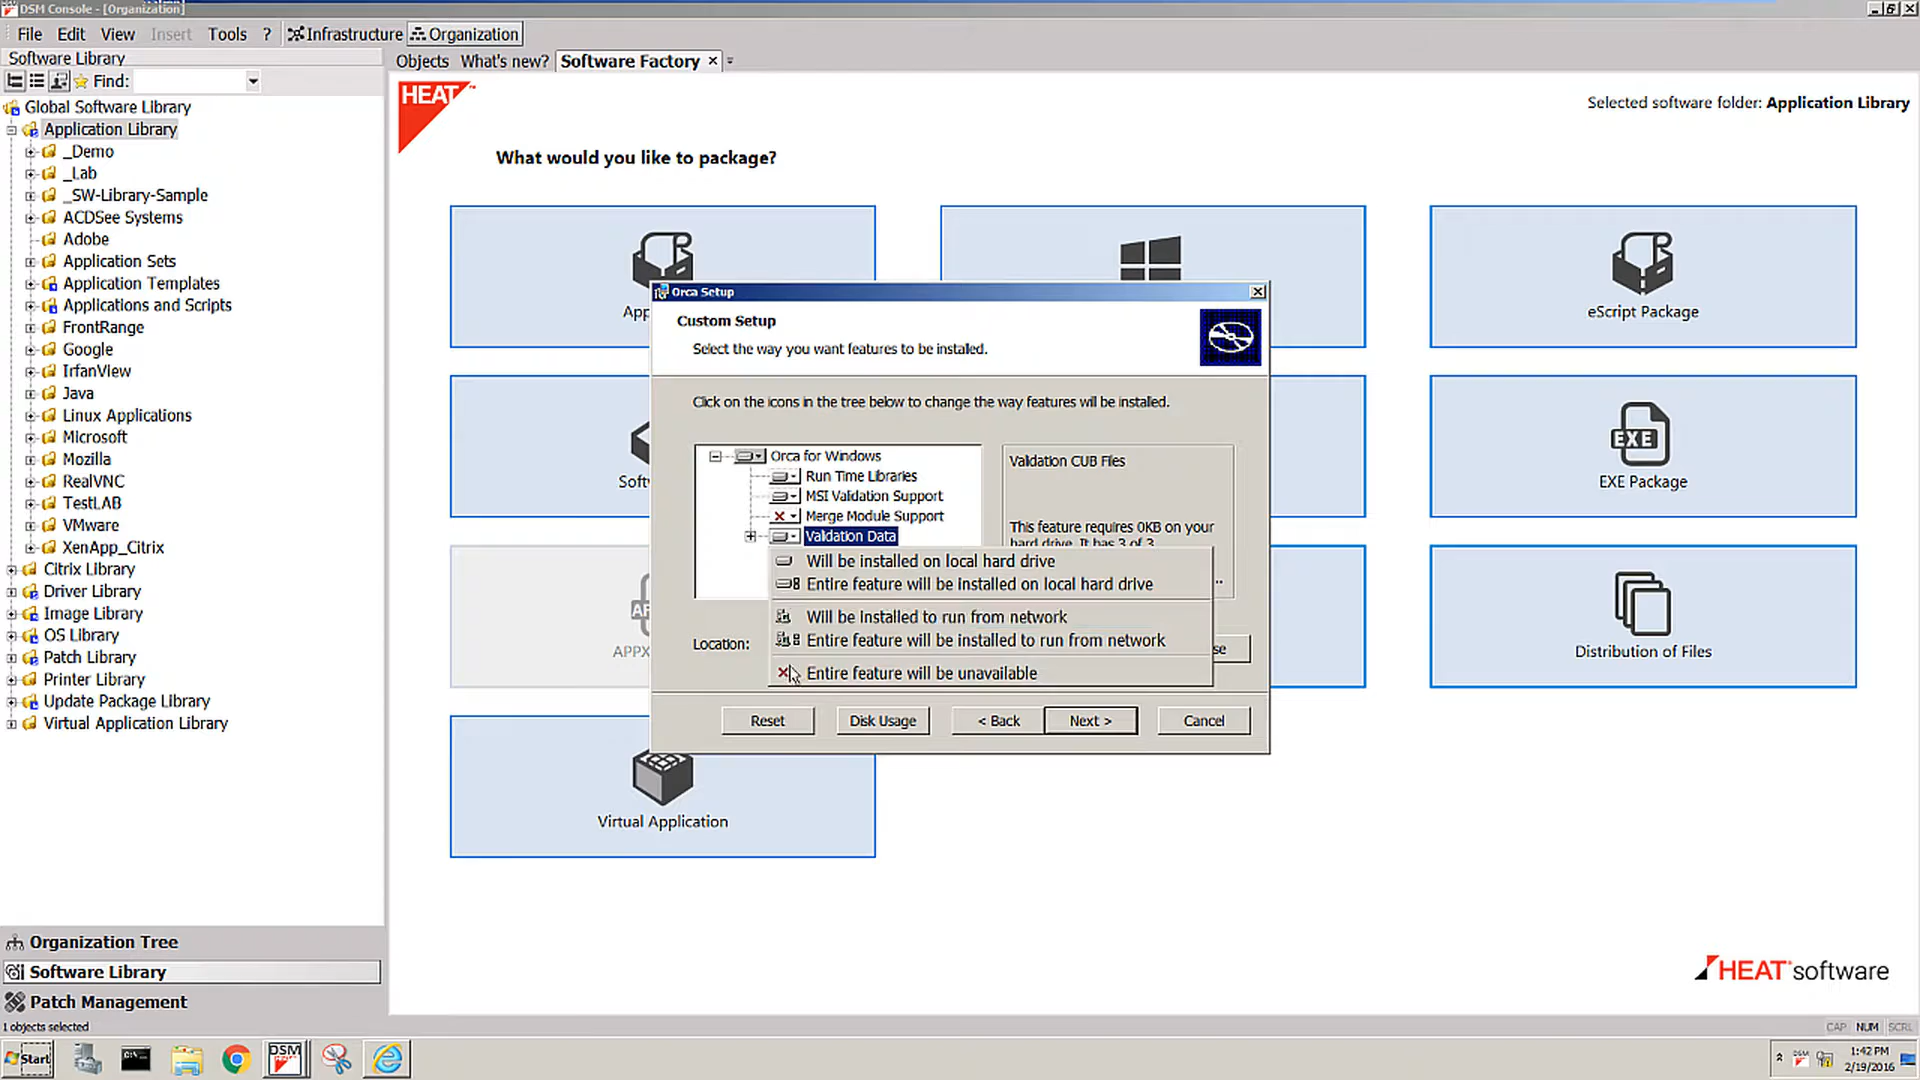 DSM Console - [Organization]
File Edit View Insert Tools ? Infrastructure Organization
Software Library
Find:
Global Software Library
Application Library
_Demo
_Lab
_SW-Library-Sample
ACDSee Systems
Adobe
Application Sets
Application Templates
Applications and Scripts
FrontRange
Google
IrfanView
Java
Linux Applications
Microsoft
Mozilla
RealVNC
TestLAB
VMware
XenApp_Citrix
Citrix Library
Driver Library
Image Library
OS Library
Patch Library
Printer Library
Update Package Library
Virtual Application Library
Organization Tree
Software Library
Patch Management
1 objects selected
Objects What's new? Software Factory
HEAT
Selected software folder: Application Library
What would you like to package?
App
eScript Package
Softw
EXE
EXE Package
APPX
Distribution of Files
Virtual Application
Orca Setup
Custom Setup
Select the way you want features to be installed.
Click on the icons in the tree below to change the way features will be installed.
Orca for Windows
Run Time Libraries
MSI Validation Support
Merge Module Support
Validation Data
Validation CUB Files
This feature requires 0KB on your
hard drive. It has 3 of 3
Will be installed on local hard drive
Entire feature will be installed on local hard drive
Will be installed to run from network
Entire feature will be installed to run from network
Entire feature will be unavailable
Location:
se
Reset Disk Usage < Back Next > Cancel
HEAT software
CAP NUM SCRL
Start
DSM
1:42 PM
2/19/2016